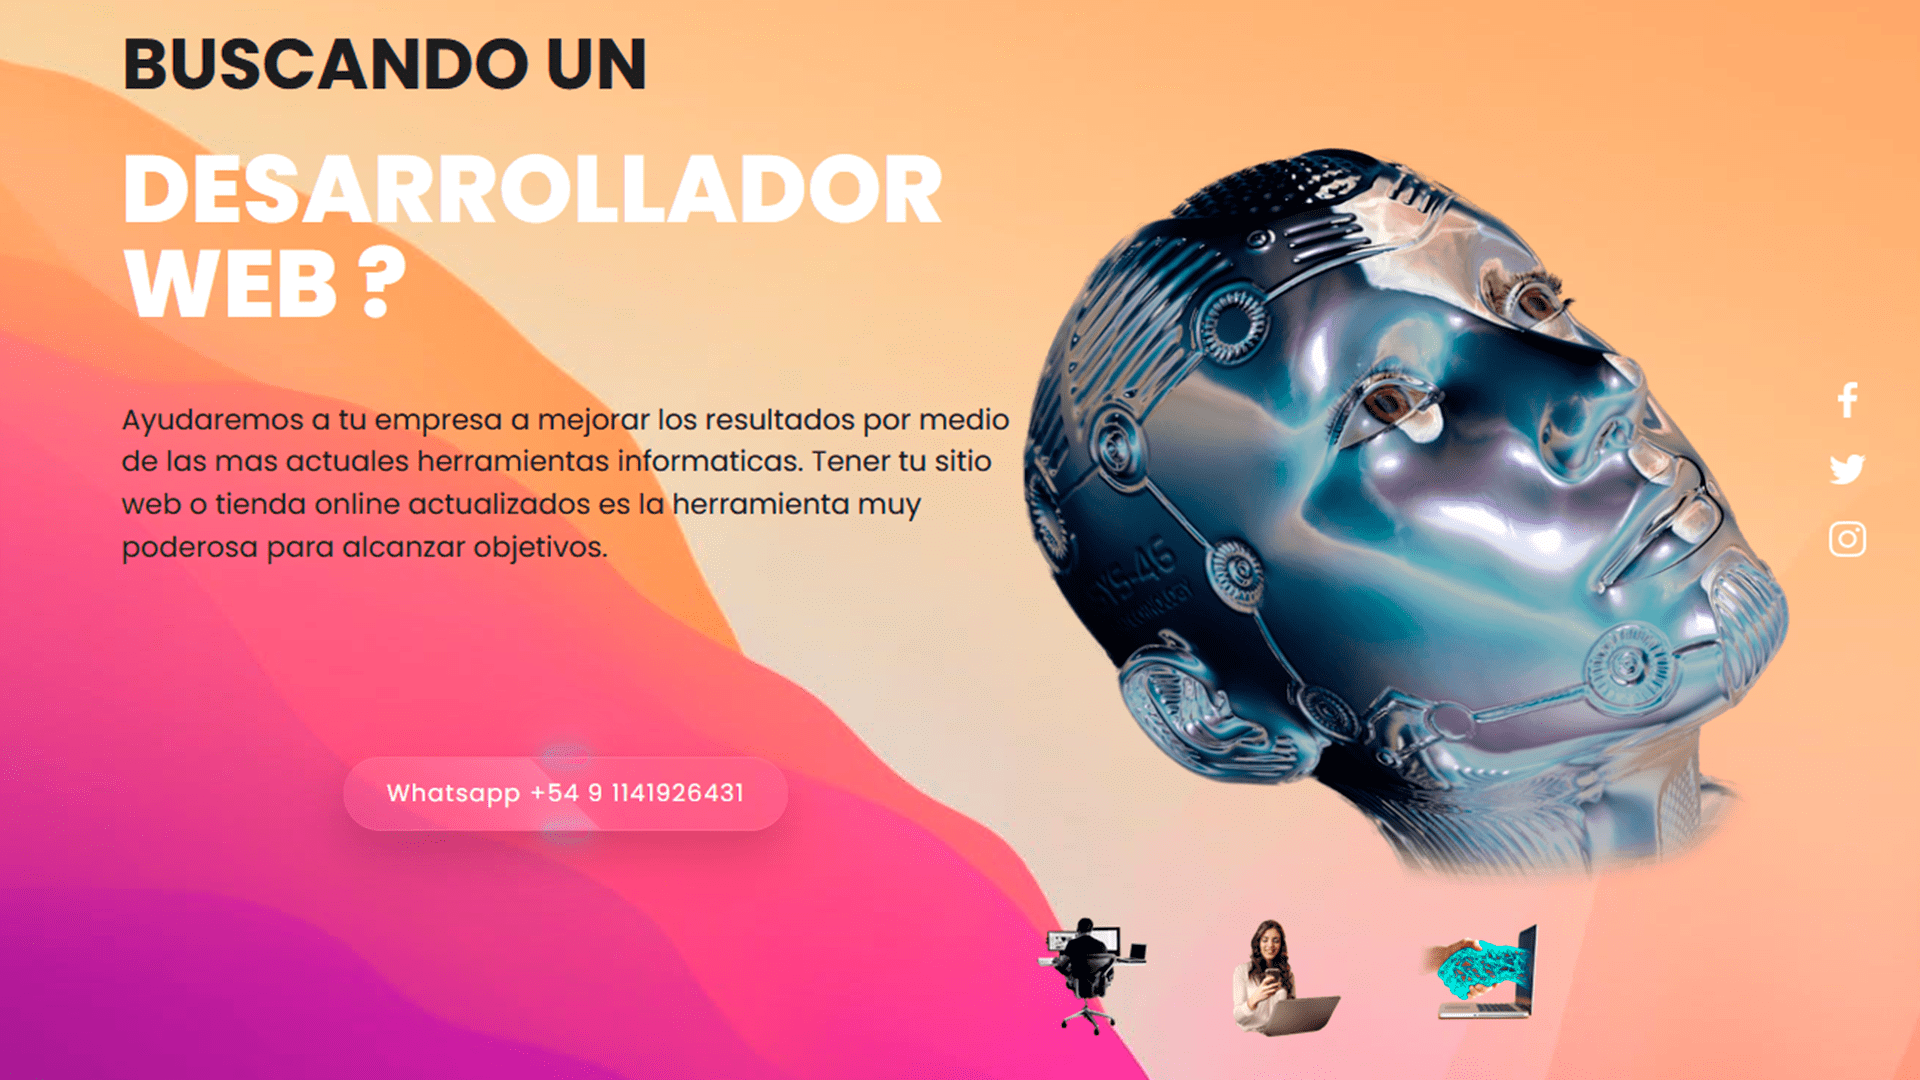 BUSCANDO UN
DESARROLLADOR
WEB ?
Ayudaremos a tu empresa a mejorar los resultados por medio
de las mas actuales herramientas informaticas. Tener tu sitio
web o tienda online actualizados es la herramienta muy
poderosa para alcanzar objetivos.
Whatsapp +54 9 1141926431